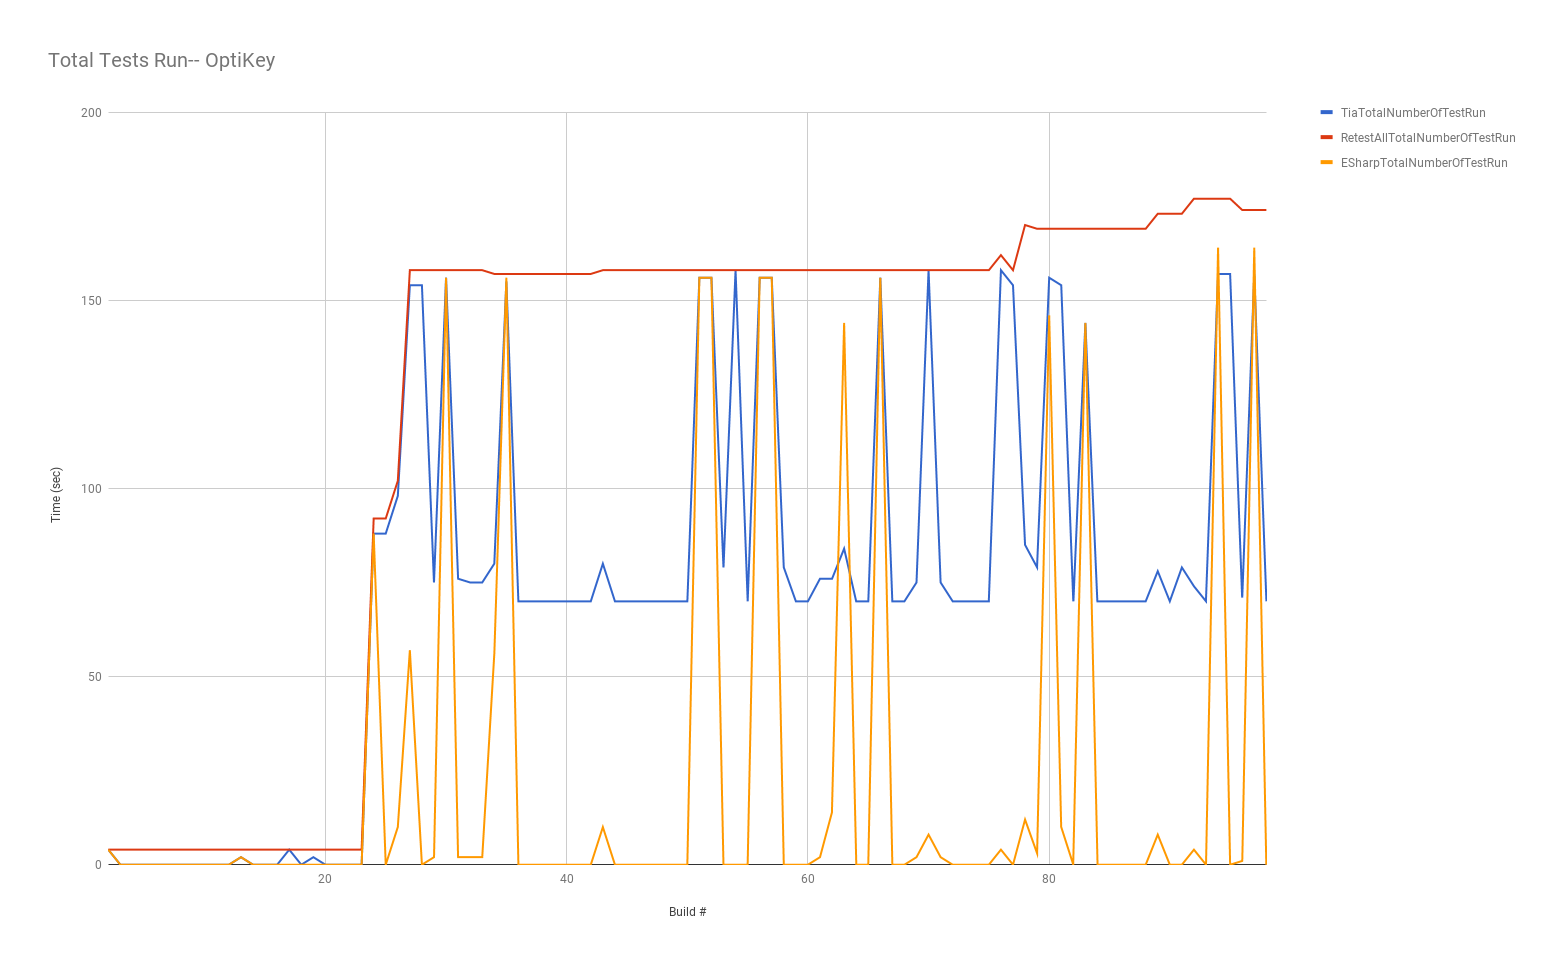 Total Tests Run-- OptiKey
TiaTotalNumberOfTestRun
RetestAllTotalNumberOfTestRun
ESharpTotalNumberOfTestRun
200
150
100
50
0
Time (sec)
20 40 60 80
Build #